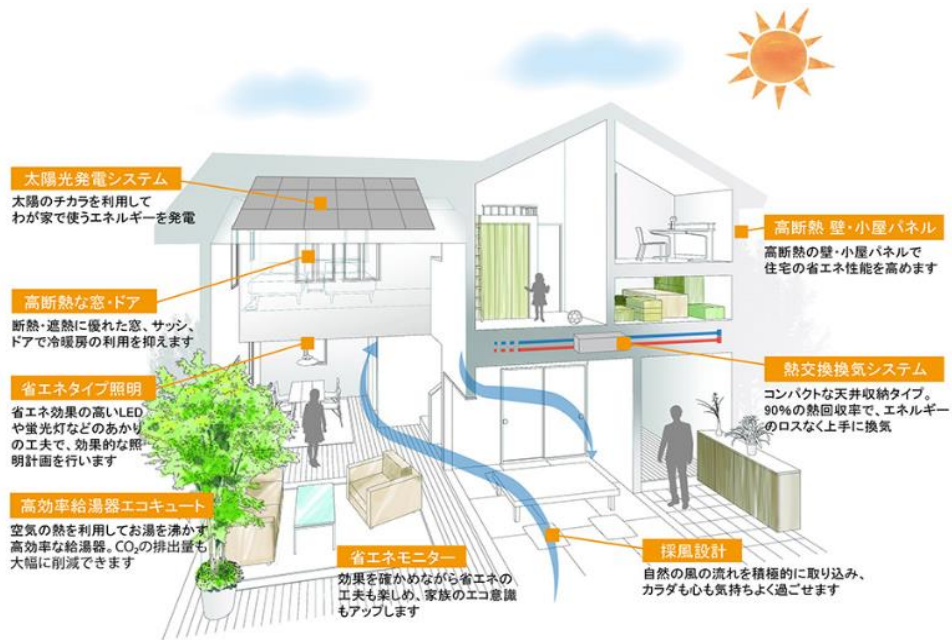 太陽光発電システム
太陽のチカラを利用して
わが家で使うエネルギーを発電
高断熱な窓・ドア
断熱・遮熱に優れた窓、サッシ、
ドアで冷暖房の利用を抑えます
省エネタイプ照明
省エネ効果の高いLED
や蛍光灯などのあかり
の工夫で、効果的な照
明計画を行います
高効率給湯器エコキュート
空気の熱を利用してお湯を沸かす
高効率な給湯器。CO₂の排出量も
大幅に削減できます
省エネモニター
効果を確かめながら省エネの
工夫も楽しめ、家族のエコ意識
もアップします
高断熱 壁・小屋パネル
高断熱の壁・小屋パネルで
住宅の省エネ性能を高めます
熱交換換気システム
コンパクトな天井収納タイプ。
90%の熱回収率で、エネルギー
のロスなく上手に換気
採風設計
自然の風の流れを積極的に取り込み、
カラダも心も気持ちよく過ごせます